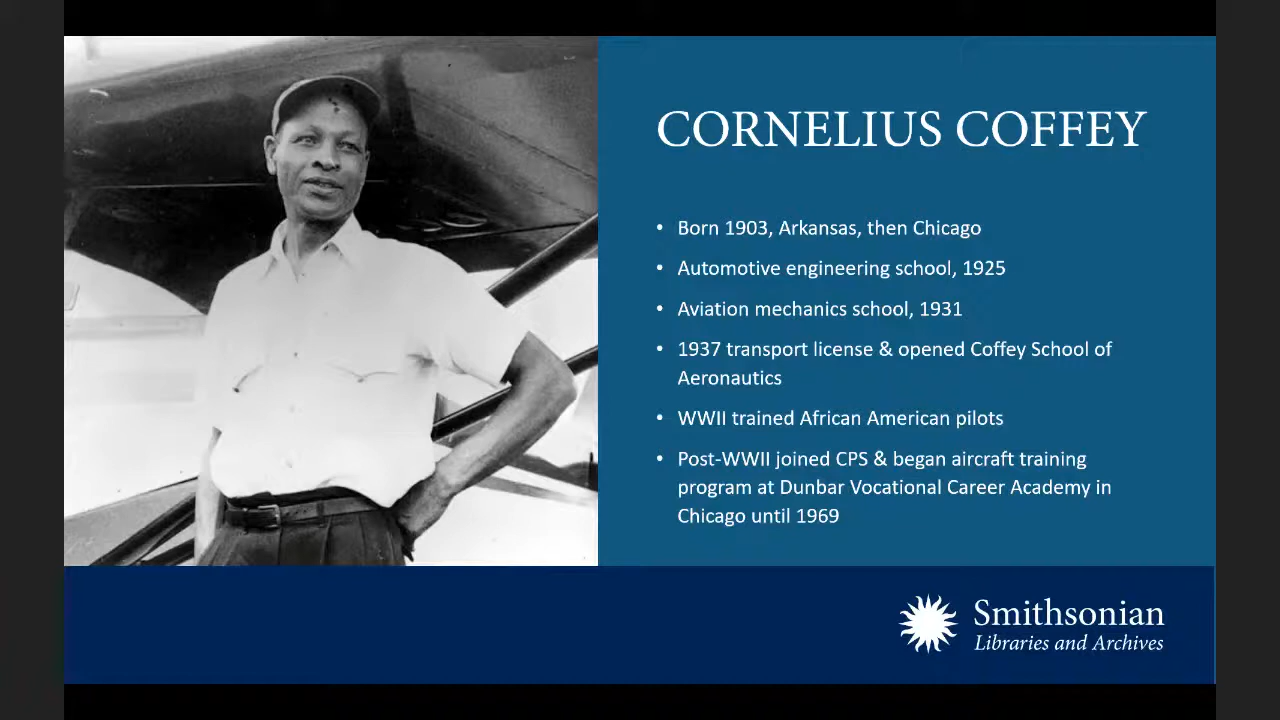 CORNELIUS COFFEY
• Born 1903, Arkansas, then Chicago
• Automotive engineering school, 1925
• Aviation mechanics school, 1931
• 1937 transport license & opened Coffey School of
Aeronautics
• WWII trained African American pilots
• Post-WWII joined CPS & began aircraft training
program at Dunbar Vocational Career Academy in
Chicago until 1969
Smithsonian
Libraries and Archives